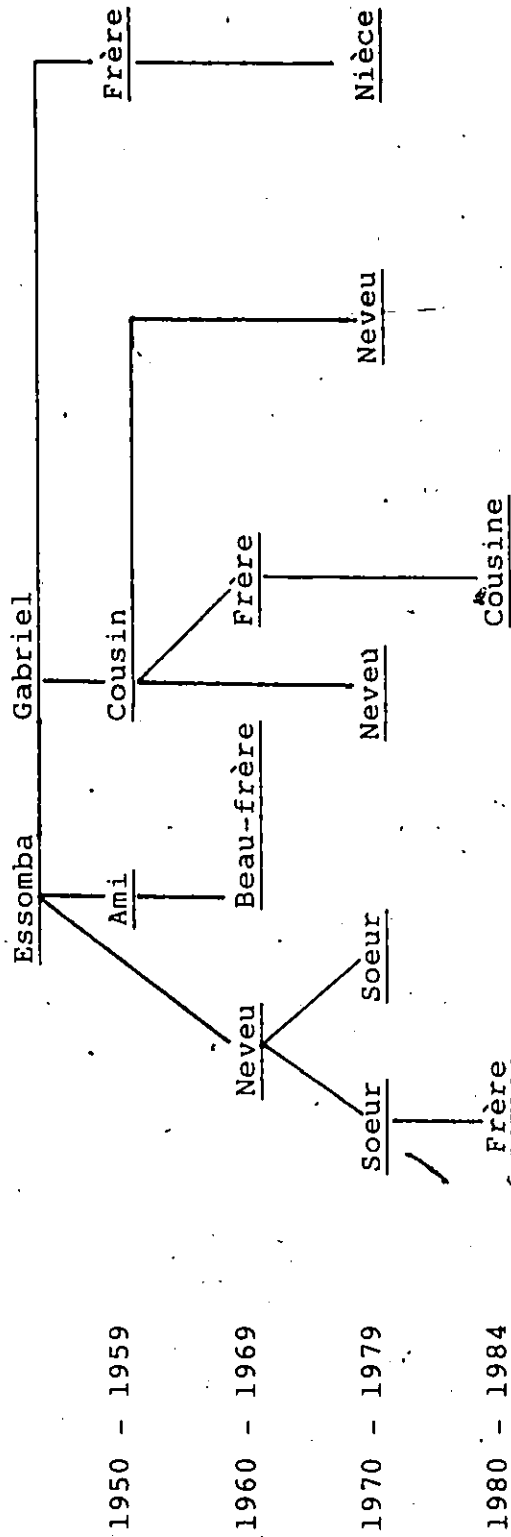 Essomba Gabriel
1950 - 1959 Ami Cousin Frère
1960 - 1969 Neveu Beau-frère Frère
1970 - 1979 Soeur Soeur Neveu Neveu Nièce
1980 - 1984 Frère Cousine